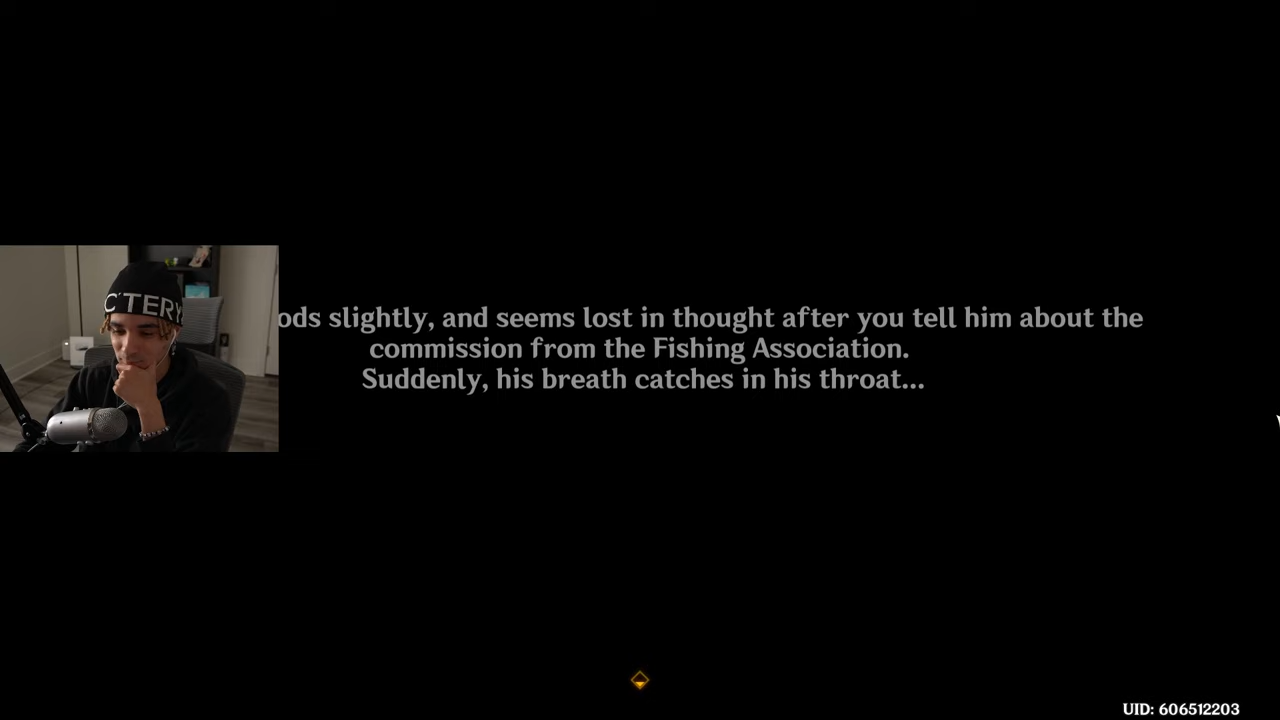 slightly, and seems lost in thought after you tell him about the
commission from the Fishing Association.
Suddenly, his breath catches in his throat...
UID: 606512203